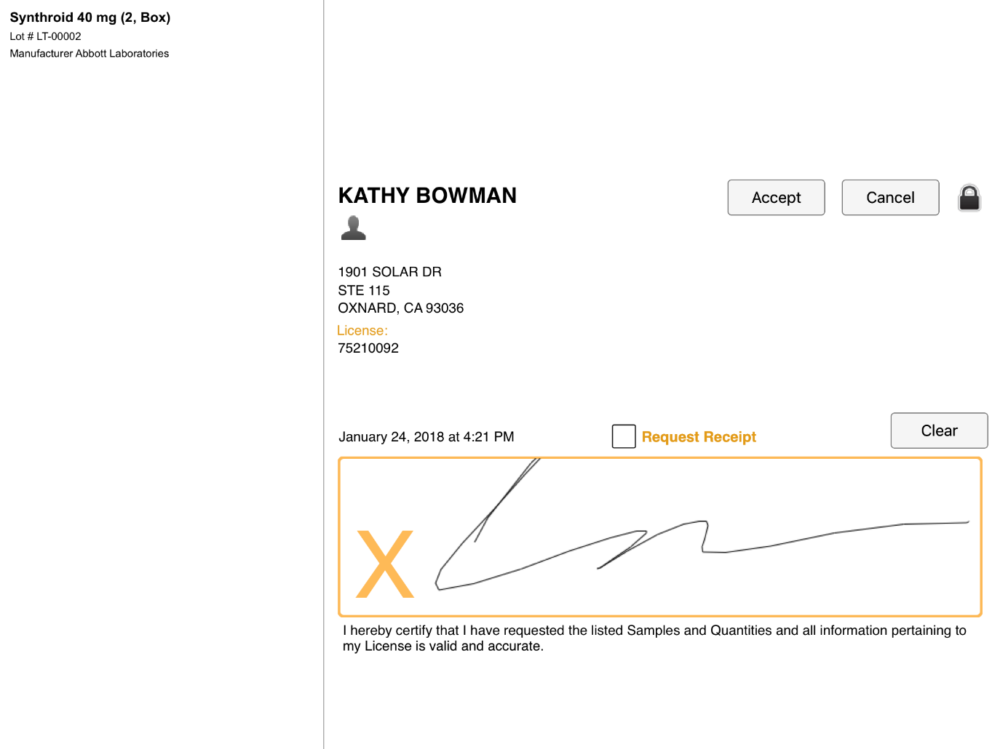 Synthroid 40 mg (2, Box)
Lot # LT-00002
Manufacturer Abbott Laboratories
KATHY BOWMAN
Accept
Cancel
1901 SOLAR DR
STE 115
OXNARD, CA 93036
License:
75210092
January 24, 2018 at 4:21 PM
Request Receipt
Clear
X
I hereby certify that I have requested the listed Samples and Quantities and all information pertaining to
my License is valid and accurate.